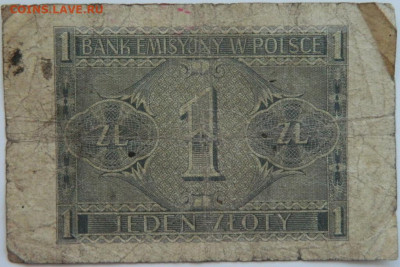 COINS.LAVE.RU
1 BANK EMISYJNY W POLSCE 1
ZŁ 1 ZŁ
1 JEDEN ZŁOTY 1